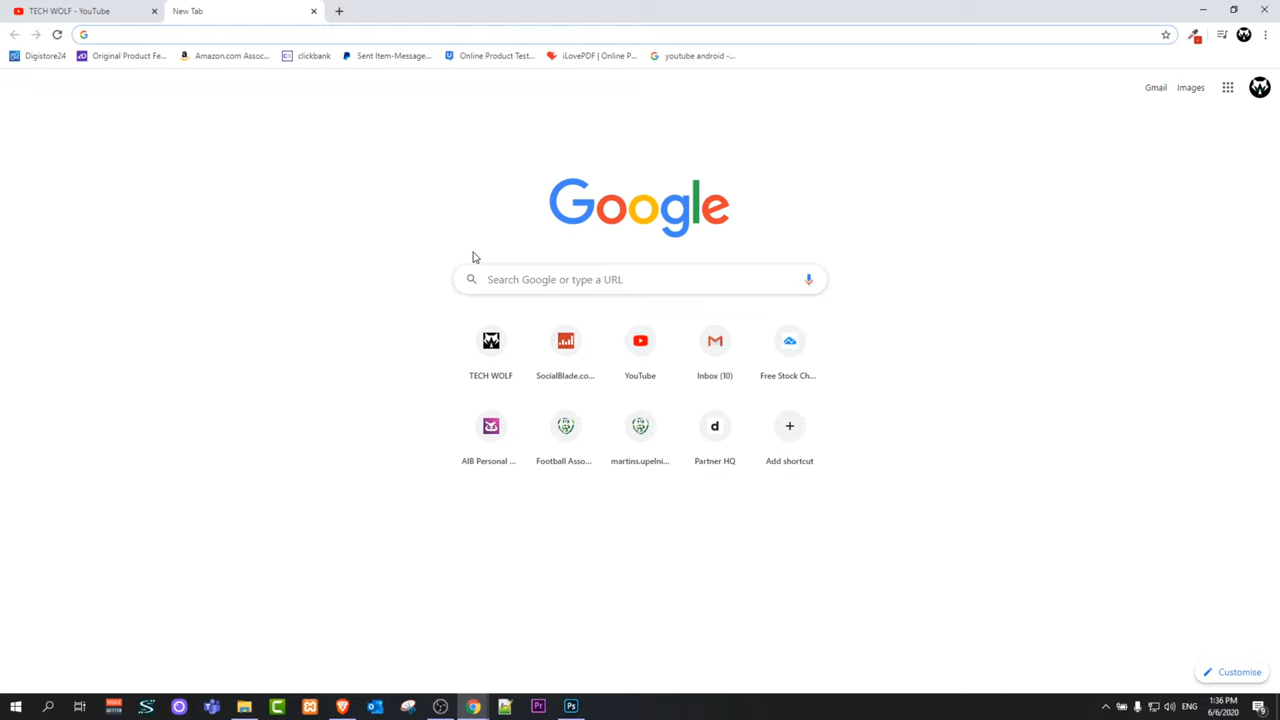 TECH WOLF - YouTube
New Tab
Digistore24
Original Product Fe...
Amazon.com Assoc...
clickbank
Sent Item-Message...
Online Product Test...
iLovePDF | Online P...
youtube android -...
Gmail
Images
Google
Search Google or type a URL
TECH WOLF
SocialBlade.co...
YouTube
Inbox (10)
Free Stock Ch...
AIB Personal ...
Football Asso...
martins.upelni...
Partner HQ
Add shortcut
Customise
ENG
1:36 PM
6/6/2020